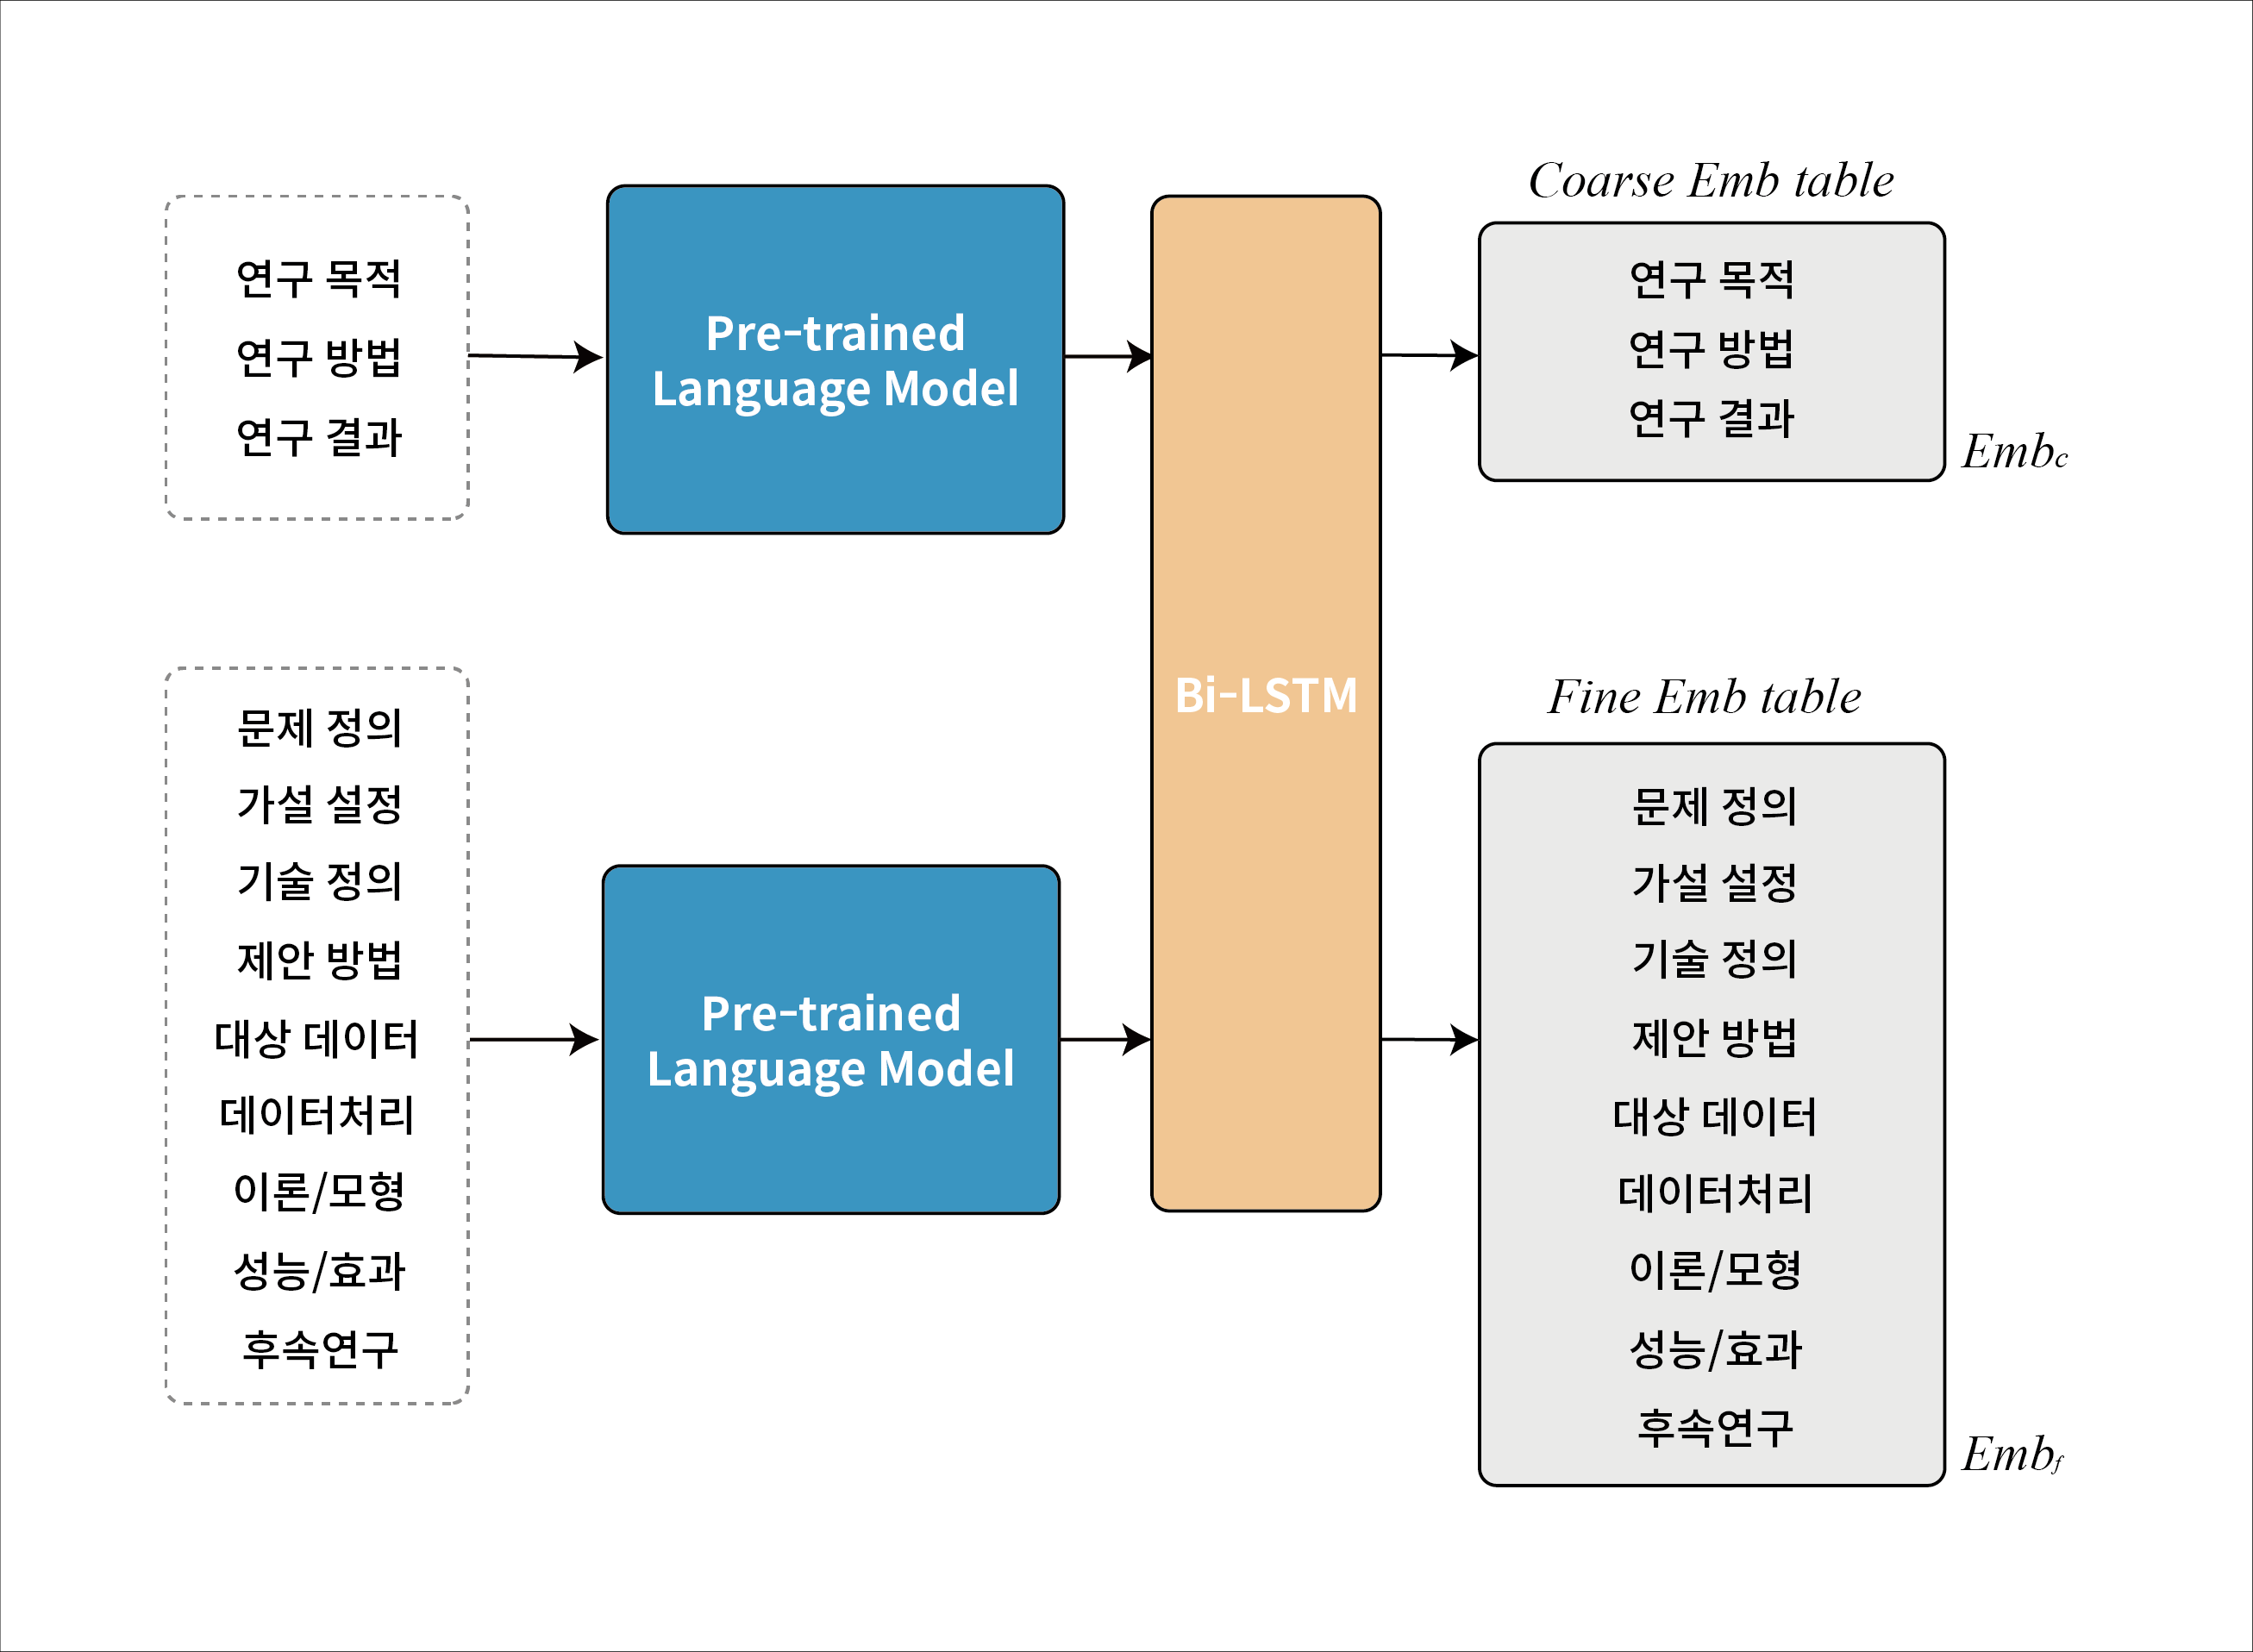 연구 목적
연구 방법
연구 결과
Pre-trained
Language Model
Coarse Emb table
연구 목적
연구 방법
연구 결과
Embc
Bi-LSTM
문제 정의
가설 설정
기술 정의
제안 방법
대상 데이터
데이터처리
이론/모형
성능/효과
후속연구
Pre-trained
Language Model
Fine Emb table
문제 정의
가설 설정
기술 정의
제안 방법
대상 데이터
데이터처리
이론/모형
성능/효과
후속연구
Embf